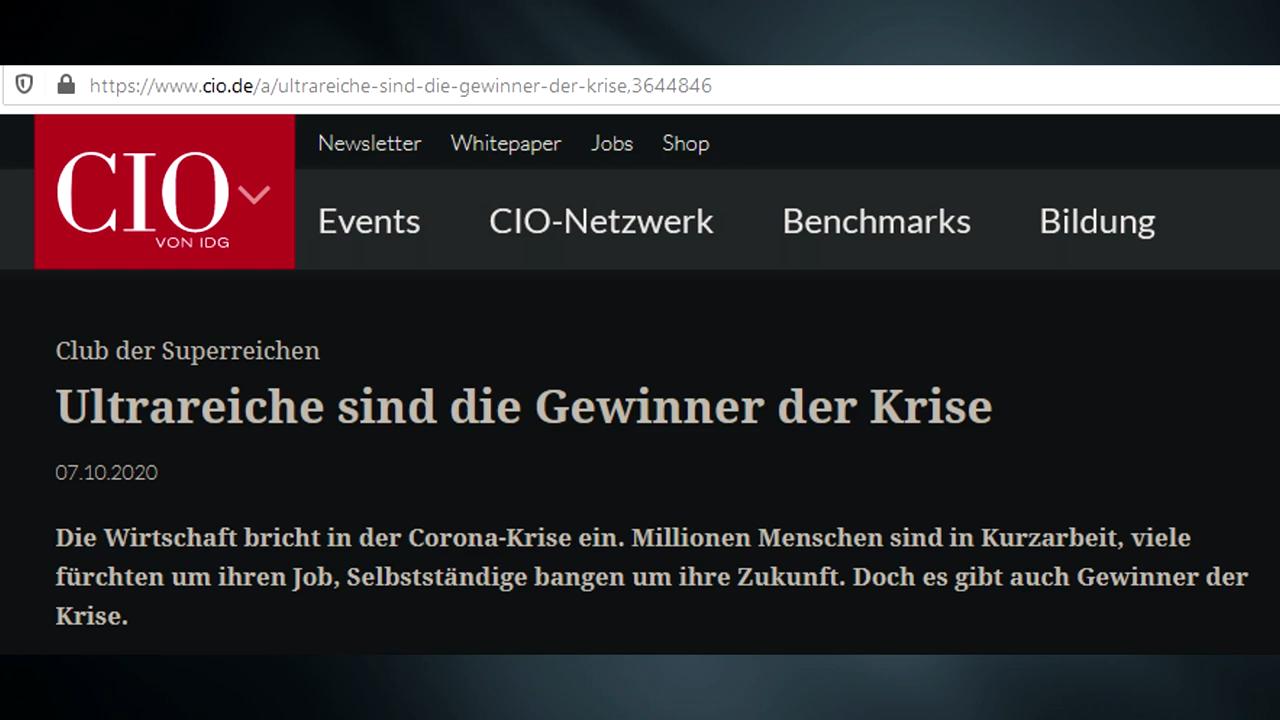 https://www.cio.de/a/ultrareiche-sind-die-gewinner-der-krise,3644846
Newsletter Whitepaper Jobs Shop
CIO
VON IDG
Events CIO-Netzwerk Benchmarks Bildung
Club der Superreichen
Ultrareiche sind die Gewinner der Krise
07.10.2020
Die Wirtschaft bricht in der Corona-Krise ein. Millionen Menschen sind in Kurzarbeit, viele
fürchten um ihren Job, Selbstständige bangen um ihre Zukunft. Doch es gibt auch Gewinner der
Krise.